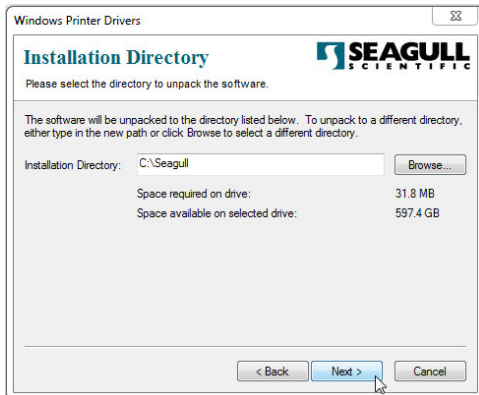 Windows Printer Drivers
Installation Directory
SEAGULL
SCIENTIFIC
Please select the directory to unpack the software.
The software will be unpacked to the directory listed below. To unpack to a different directory,
either type in the new path or click Browse to select a different directory.
Installation Directory: C:\Seagull Browse...
Space required on drive: 31.8 MB
Space available on selected drive: 597.4 GB
< Back Next > Cancel